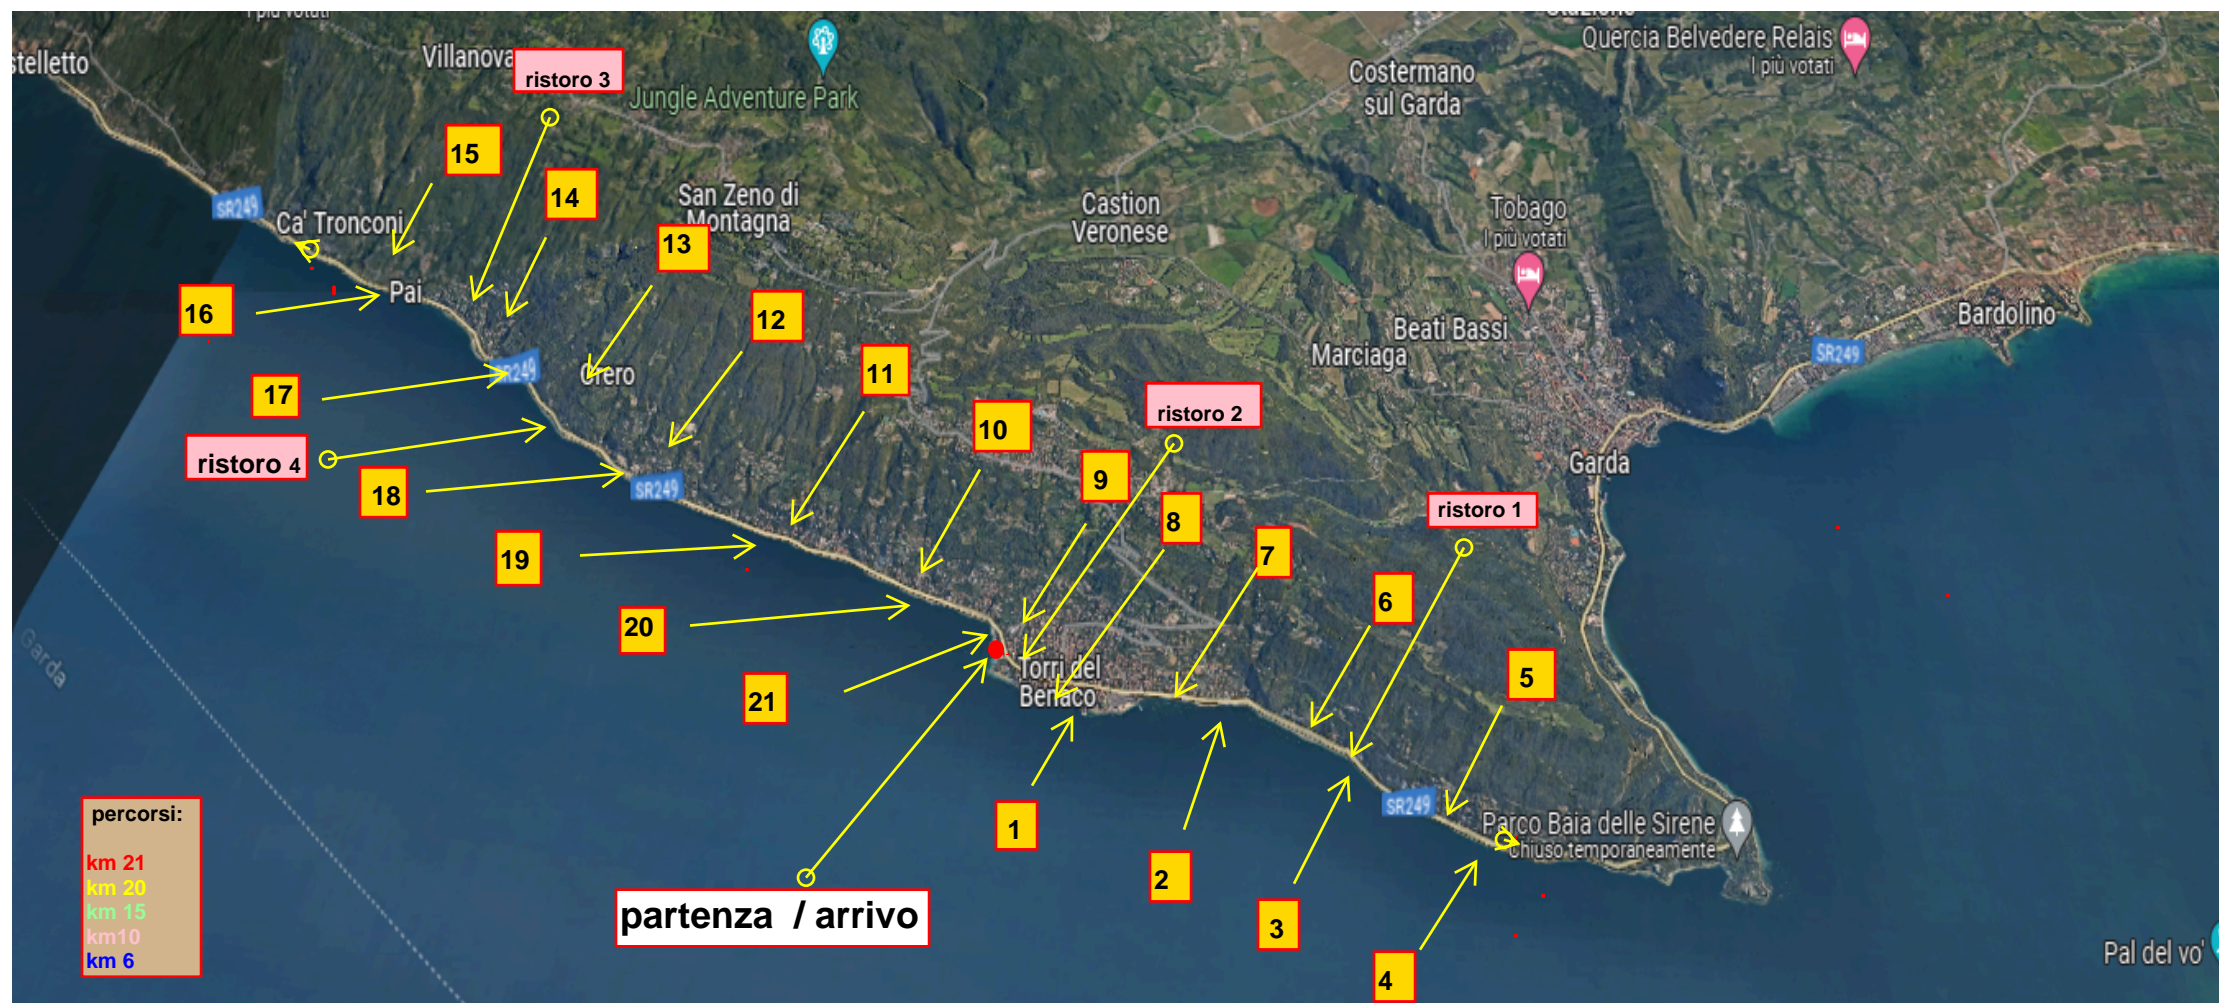 i più votati
Stazione
Quercia Belvedere Relais
I più votati
stelletto
Villanova
ristoro 3
Jungle Adventure Park
Costermano
sul Garda
15
14
San Zeno di
Montagna
Castion
Veronese
Tobago
I più votati
SR249
Ca' Tronconi
13
Pai
16
12
Bardolino
Beati Bassi
Marciaga
SR249
SR249
Crero
11
17
ristoro 2
10
ristoro 4
Garda
9
18
SR249
ristoro 1
8
19
7
6
20
Garda
Torri del
Benaco
5
21
SR249
Parco Baia delle Sirene
Chiuso temporaneamente
1
2
3
4
partenza / arrivo
Pal del vo'
percorsi:
km 21
km 20
km 15
km10
km 6